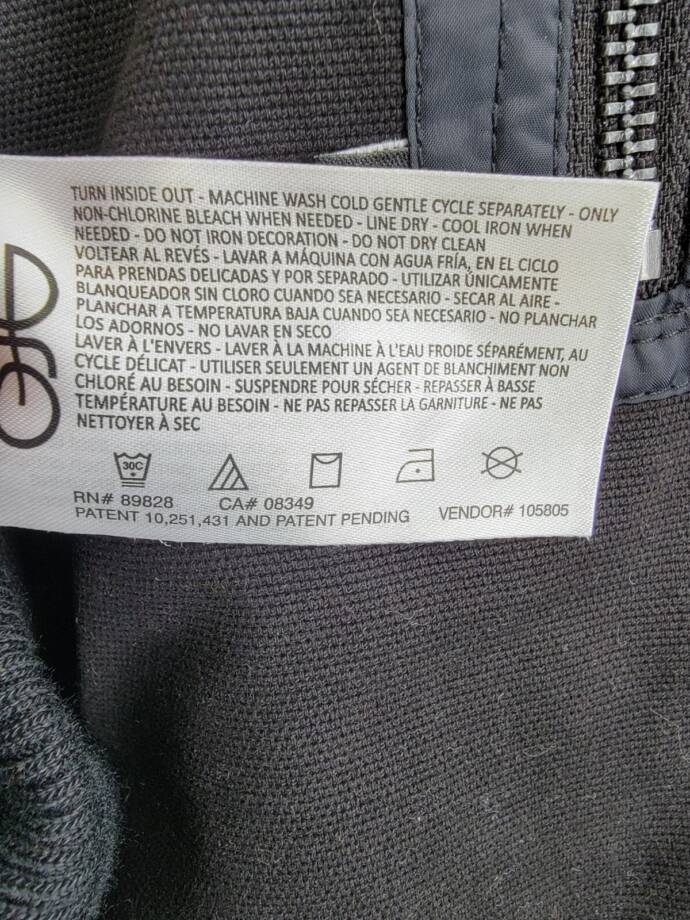 TURN INSIDE OUT - MACHINE WASH COLD GENTLE CYCLE SEPARATELY - ONLY
NON-CHLORINE BLEACH WHEN NEEDED - LINE DRY - COOL IRON WHEN
NEEDED - DO NOT IRON DECORATION - DO NOT DRY CLEAN
VOLTEAR AL REVÉS - LAVAR A MÁQUINA CON AGUA FRÍA, EN EL CICLO
PARA PRENDAS DELICADAS Y POR SEPARADO - UTILIZAR ÚNICAMENTE
BLANQUEADOR SIN CLORO CUANDO SEA NECESARIO - SECAR AL AIRE -
PLANCHAR A TEMPERATURA BAJA CUANDO SEA NECESARIO - NO PLANCHAR
LOS ADORNOS - NO LAVAR EN SECO
LAVER À L'ENVERS - LAVER À LA MACHINE À L'EAU FROIDE SÉPARÉMENT, AU
CYCLE DÉLICAT - UTILISER SEULEMENT UN AGENT DE BLANCHIMENT NON
CHLORÉ AU BESOIN - SUSPENDRE POUR SÉCHER - REPASSER À BASSE
TEMPÉRATURE AU BESOIN - NE PAS REPASSER LA GARNITURE - NE PAS
NETTOYER À SEC
30C
RN# 89828 CA# 08349
PATENT 10,251,431 AND PATENT PENDING VENDOR# 105805